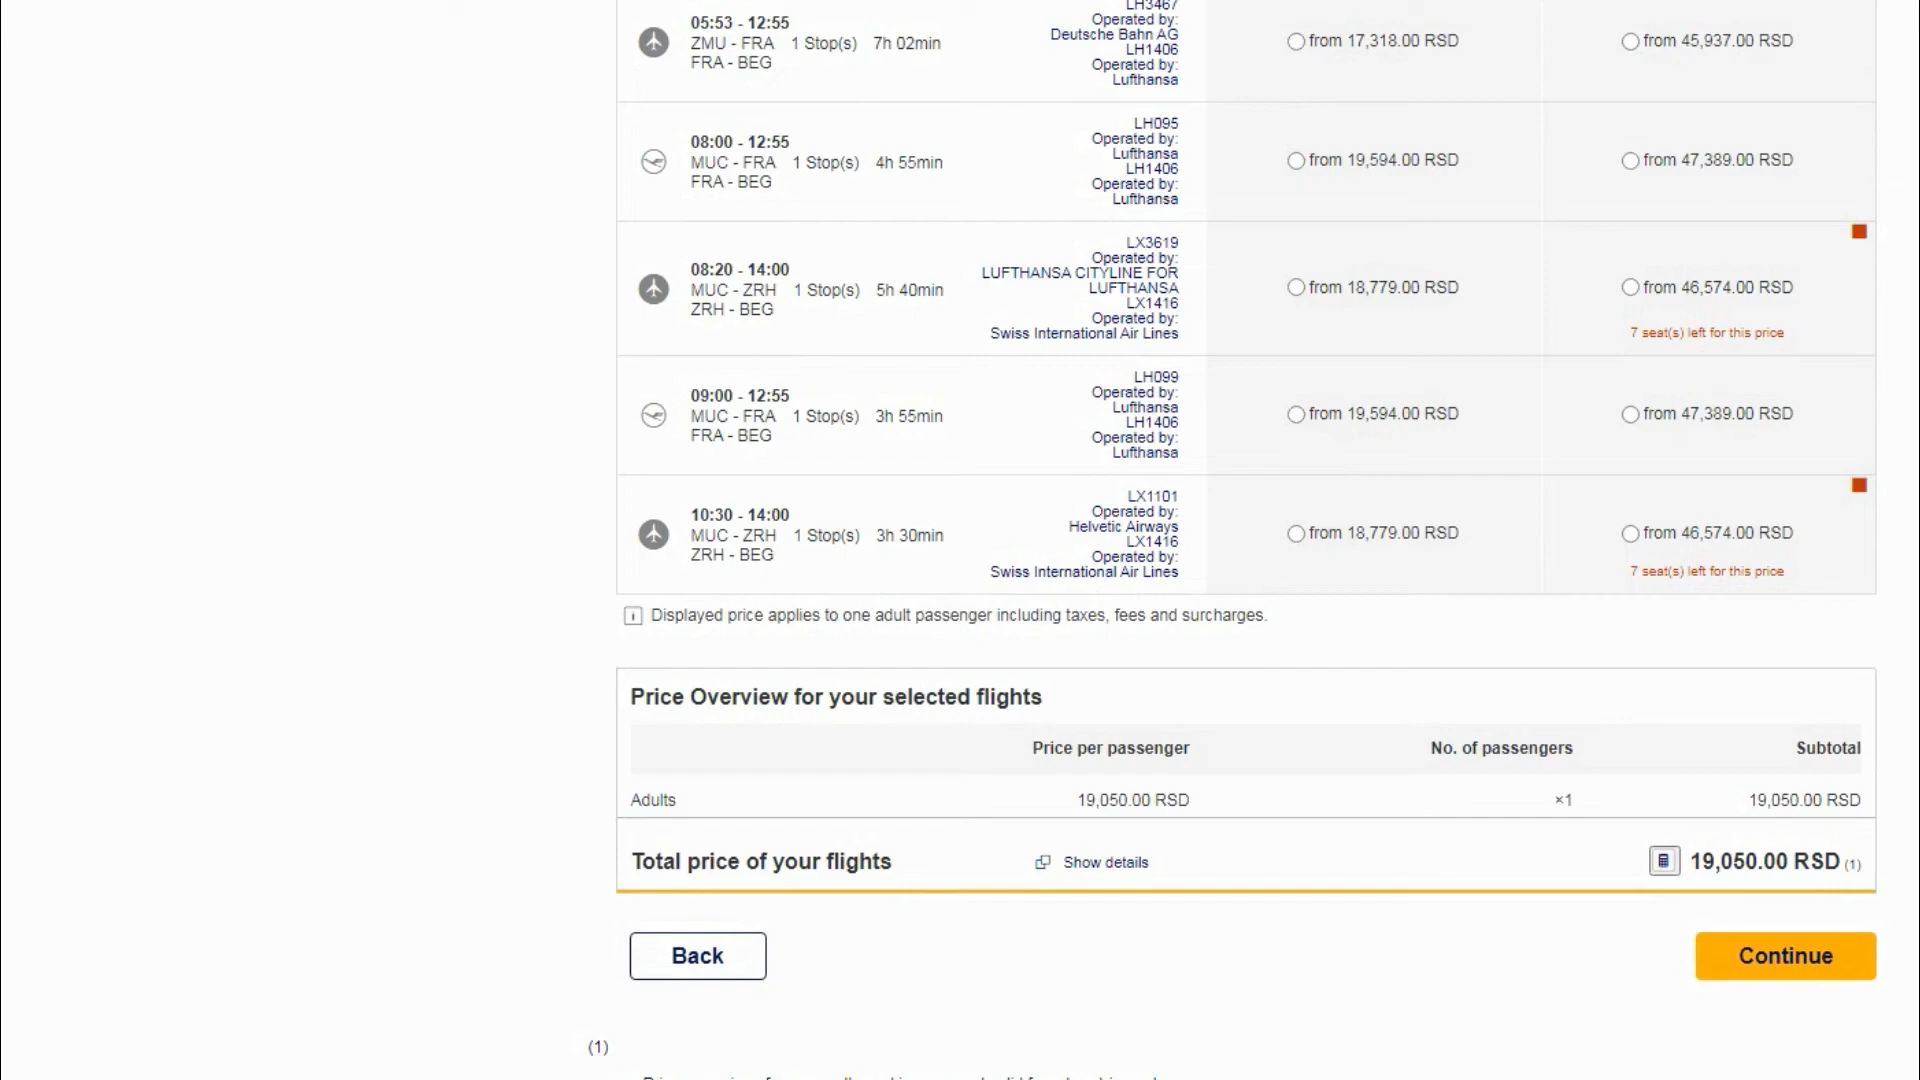 LH3467
05:53 - 12:55
Operated by:
ZMU - FRA 1 Stop(s) 7h 02min
Deutsche Bahn AG
from 17,318.00 RSD
from 45,937.00 RSD
LH1406
FRA - BEG
Operated by:
Lufthansa
LH095
08:00 - 12:55
Operated by:
Lufthansa
MUC - FRA 1 Stop(s) 4h 55min
from 19,594.00 RSD
from 47,389.00 RSD
LH1406
FRA - BEG
Operated by:
Lufthansa
LX3619
Operated by:
08:20 - 14:00
LUFTHANSA CITYLINE FOR
MUC - ZRH 1 Stop(s) 5h 40min
LUFTHANSA
from 18,779.00 RSD
from 46,574.00 RSD
LX1416
ZRH - BEG
Operated by:
Swiss International Air Lines
7 seat(s) left for this price
LH099
09:00 - 12:55
Operated by:
Lufthansa
MUC - FRA 1 Stop(s) 3h 55min
from 19,594.00 RSD
from 47,389.00 RSD
LH1406
FRA - BEG
Operated by:
Lufthansa
LX1101
10:30 - 14:00
Operated by:
Helvetic Airways
MUC - ZRH 1 Stop(s) 3h 30min
from 18,779.00 RSD
from 46,574.00 RSD
LX1416
ZRH - BEG
Operated by:
Swiss International Air Lines
7 seat(s) left for this price
Displayed price applies to one adult passenger including taxes, fees and surcharges.
Price Overview for your selected flights
Price per passenger No. of passengers Subtotal
Adults 19,050.00 RSD ×1 19,050.00 RSD
Total price of your flights Show details 19,050.00 RSD (1)
Back Continue
(1)